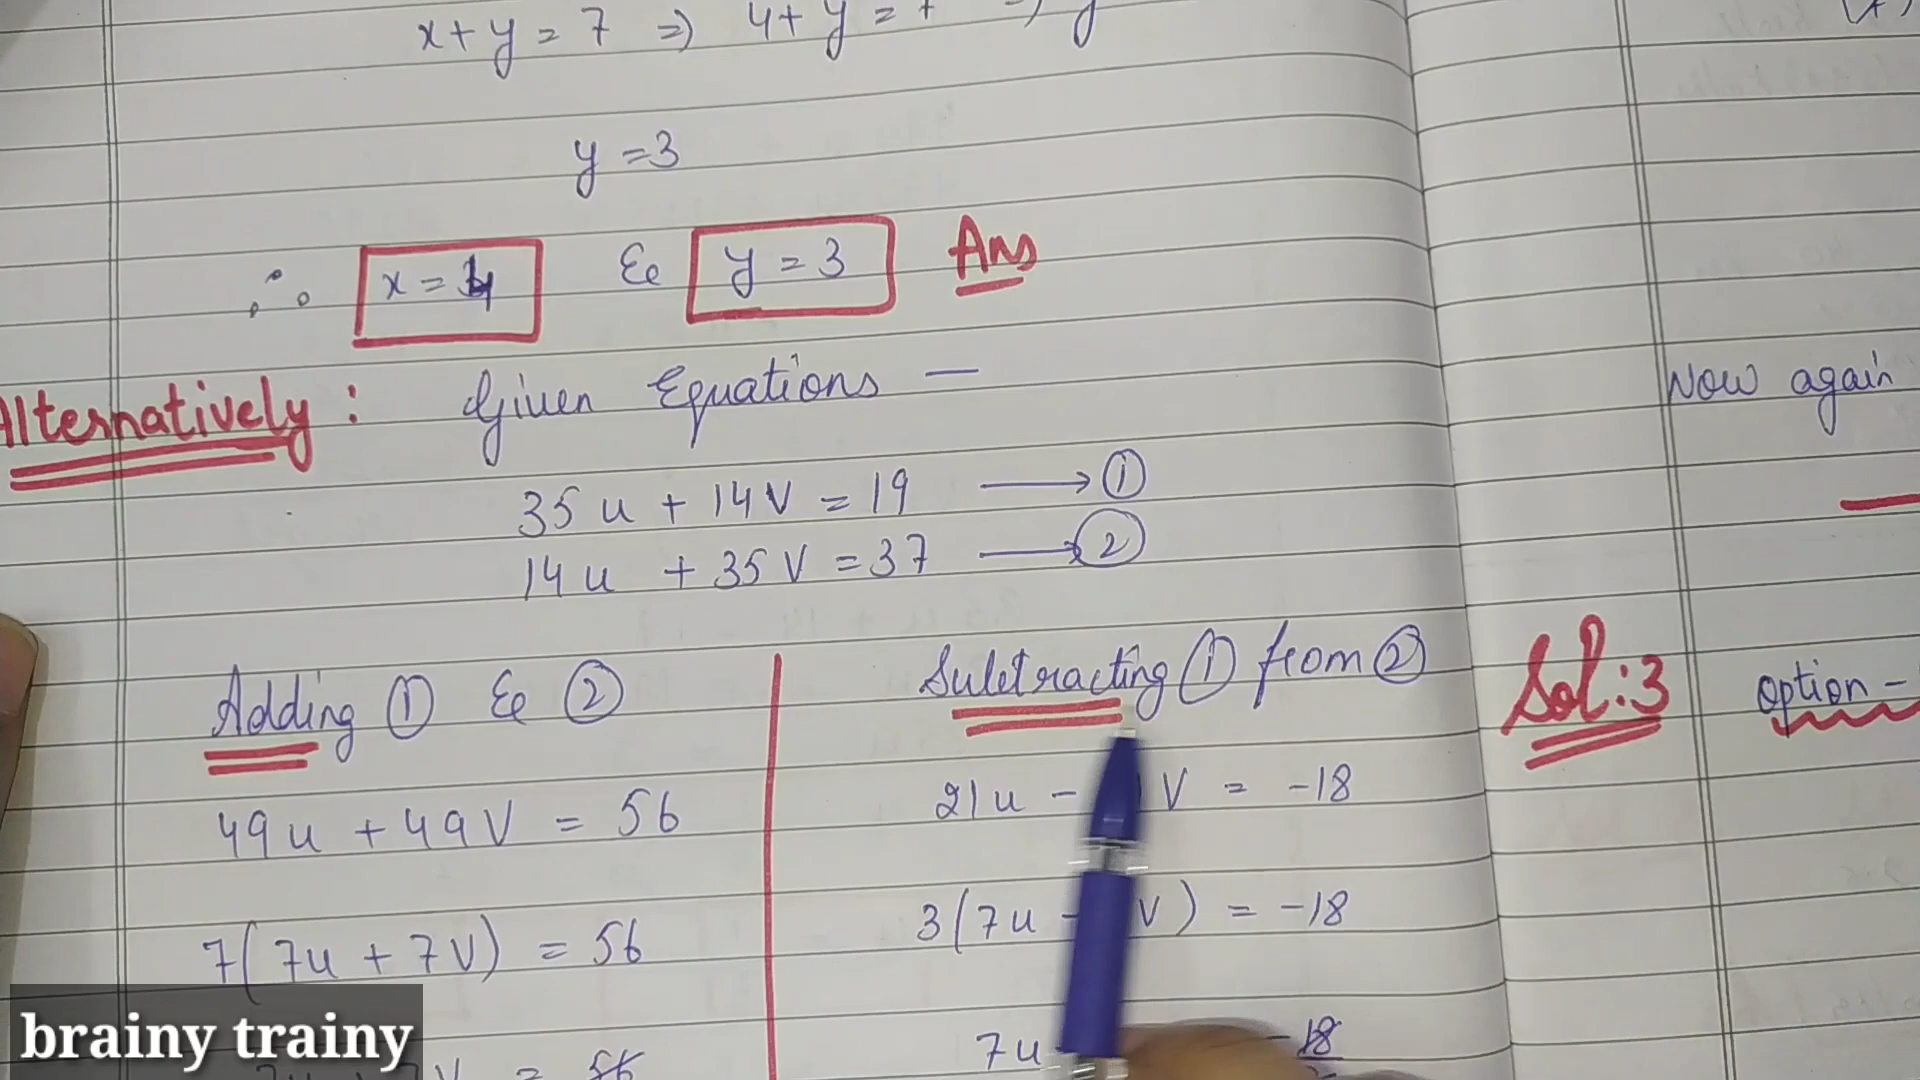 x + y = 7 ⇒ 4 + y = 7 ⇒ y
y = 3
∴ x = 4 & y = 3 Ans
Alternatively: Given Equations —
35u + 14V = 19 → ①
14u + 35V = 37 → ②
Adding ① & ②
49u + 49V = 56
7(7u + 7V) = 56
= 56
Subtracting ① from ②
21u - V = -18
3(7u - V) = -18
7u -18
Now again
Sol:3 option -
brainy trainy